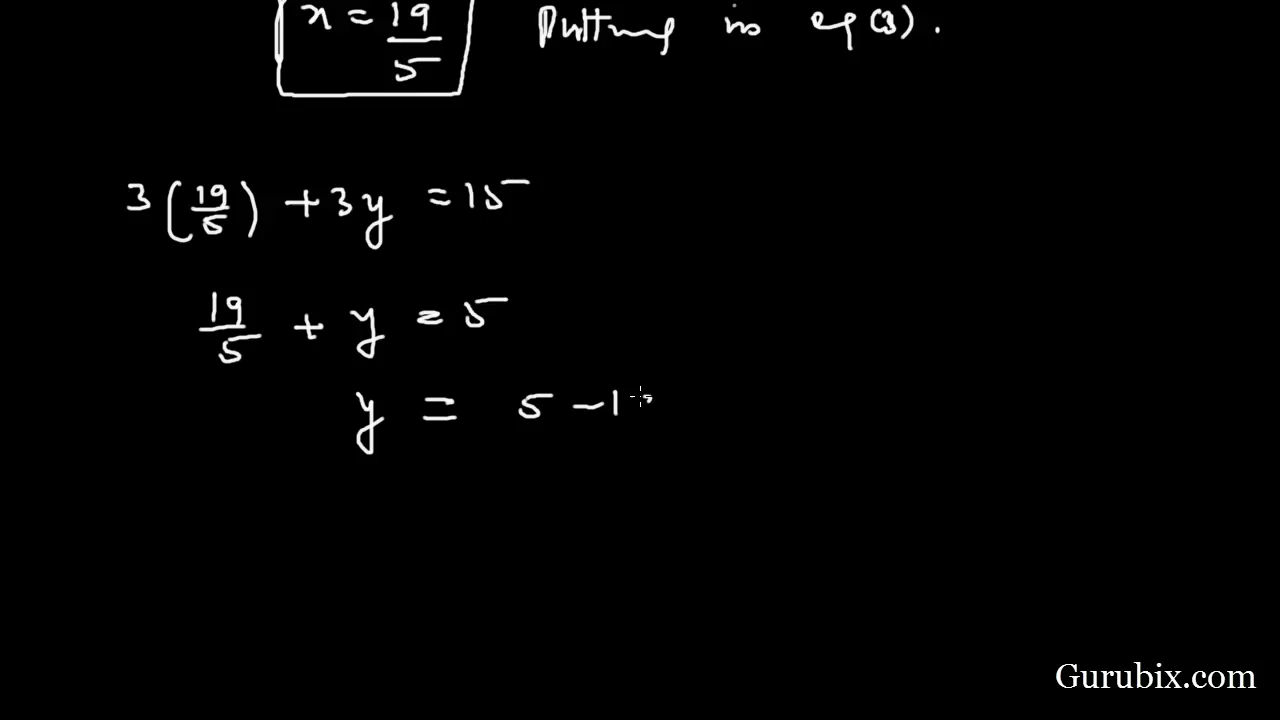 x = 19/5 Putting in eq (3).
3 (19/5) + 3y = 15
19/5 + y = 5
y = 5 - 1
Gurubix.com